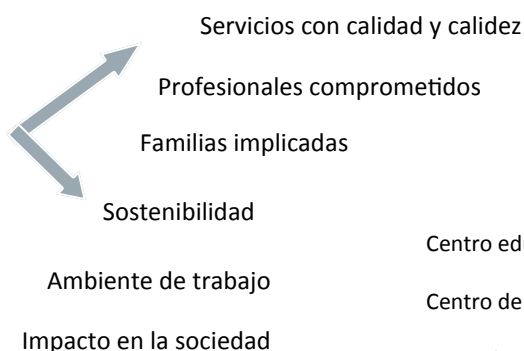 Servicios con calidad y calidez
Profesionales comprometidos
Familias implicadas
Sostenibilidad
Centro
Ambiente de trabajo
Centro de
Impacto en la sociedad